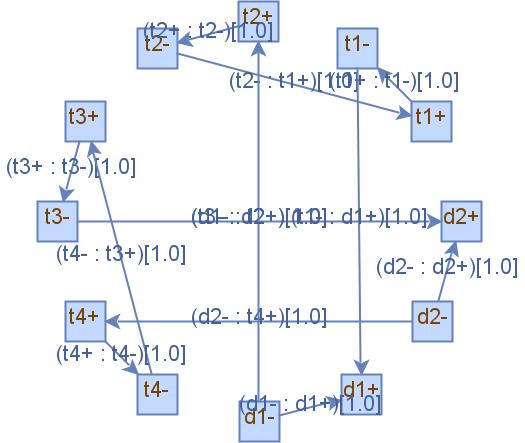 t2+
(t2+ : t2-)[1.0]
t2-
t1-
(t2- : t1+)[1.0]
(t1+ : t1-)[1.0]
t3+
t1+
(t3+ : t3-)[1.0]
t3-
(t3- : d2+)[1.0]
(t1- : d1+)[1.0]
d2+
(t4- : t3+)[1.0]
(d2- : d2+)[1.0]
t4+
(d2- : t4+)[1.0]
d2-
(t4+ : t4-)[1.0]
t4-
d1+
(d1- : d1+)[1.0]
d1-